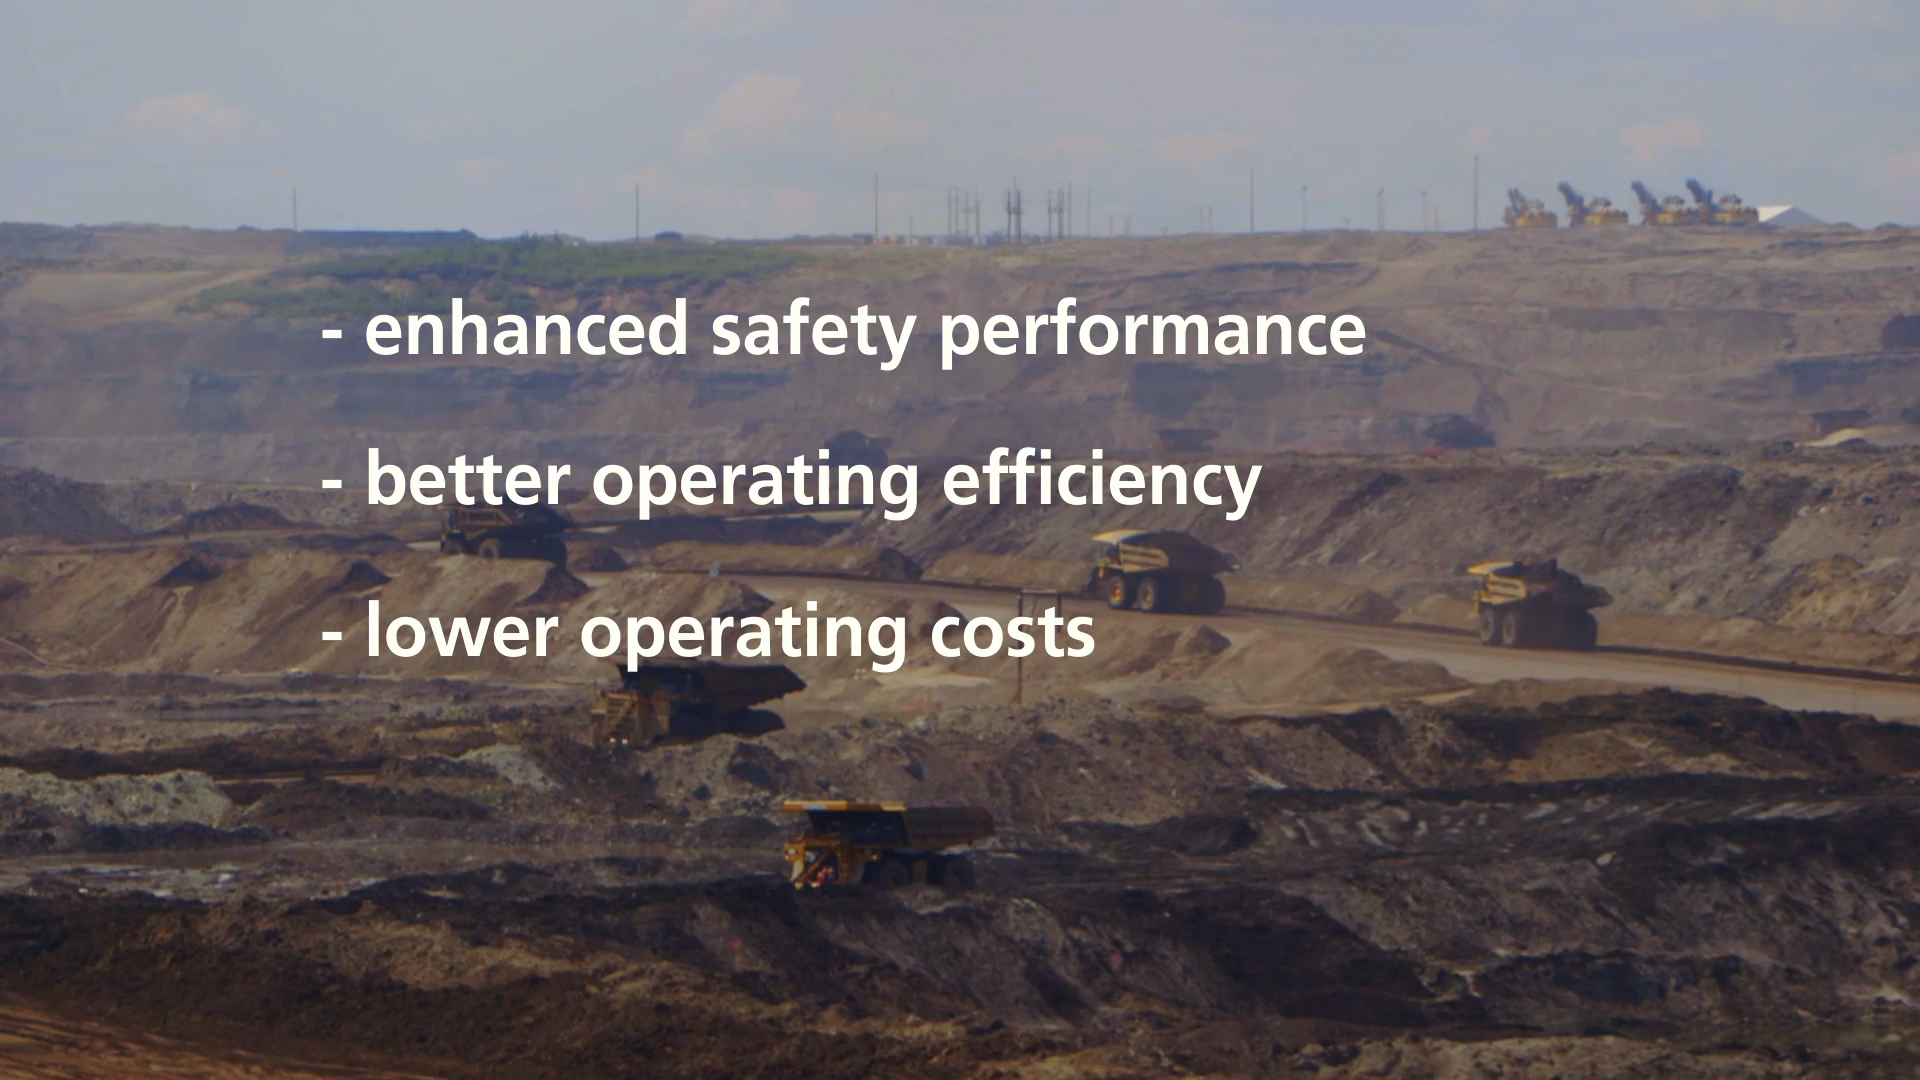 - enhanced safety performance
- better operating efficiency
- lower operating costs